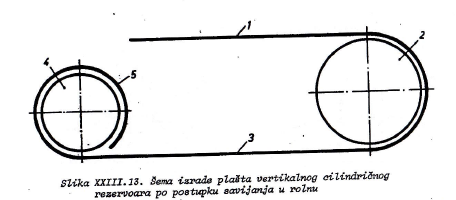 1
2
4
5
3
Slika XXIII.13. Šema izrade plašta vertikalnog cilindričnog
rezervoara po postupku savijanja u rolnu